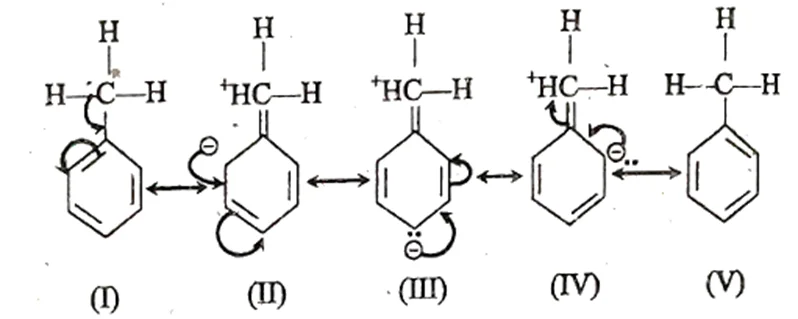 H H H H H
H—C—H ⁺HC—H ⁺HC—H ⁺HC—H H—C—H
⊖ ⊖
⊖
(I) (II) (III) (IV) (V)